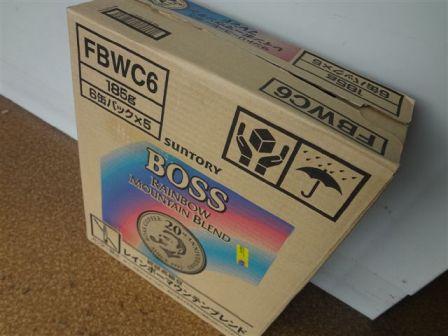 FBWC6
185g
6缶パック×5
SUNTORY
BOSS
RAINBOW
MOUNTAIN BLEND
20th
レインボーマウンテンブレンド
FBWC6
185g
6缶パック×5